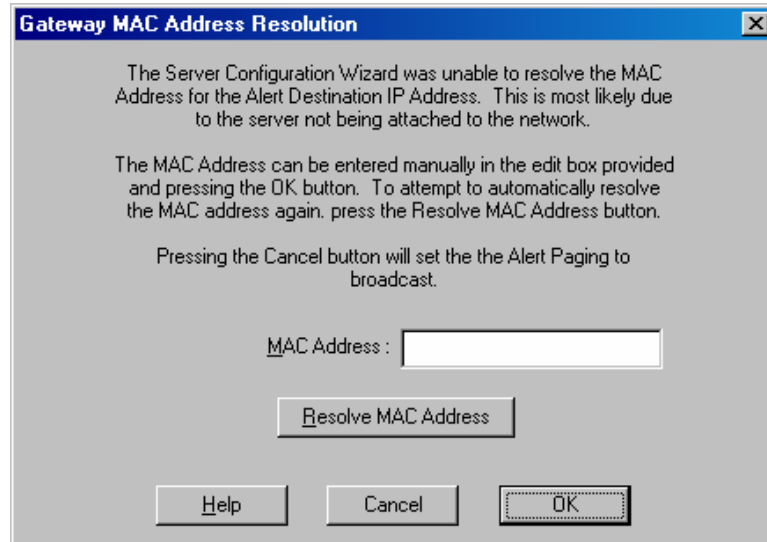 Gateway MAC Address Resolution
The Server Configuration Wizard was unable to resolve the MAC
Address for the Alert Destination IP Address. This is most likely due
to the server not being attached to the network.
The MAC Address can be entered manually in the edit box provided
and pressing the OK button. To attempt to automatically resolve
the MAC address again. press the Resolve MAC Address button.
Pressing the Cancel button will set the the Alert Paging to
broadcast.
MAC Address :
Resolve MAC Address
Help Cancel OK